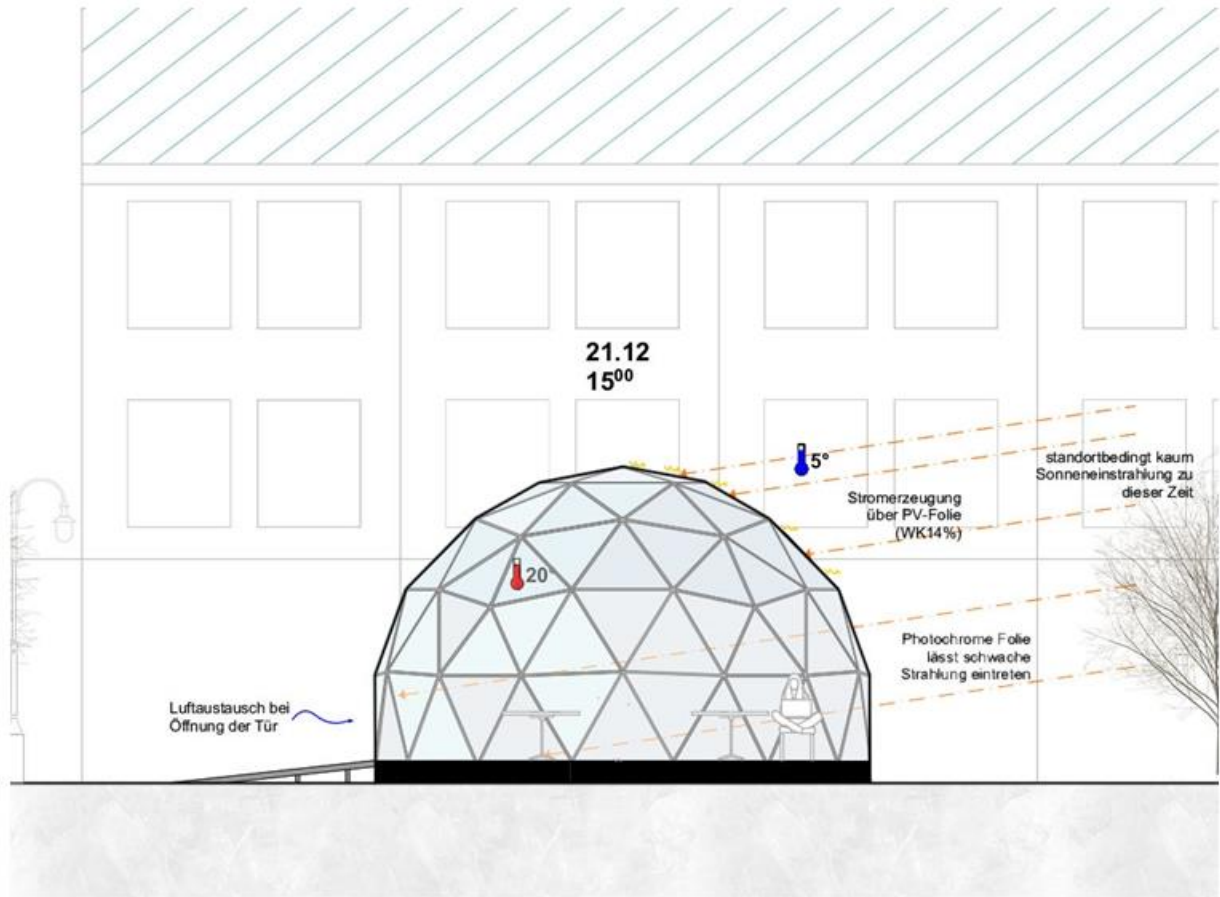 21.12
15⁰⁰
5°
standortbedingt kaum
Sonneneinstrahlung zu
dieser Zeit
Stromerzeugung
über PV-Folie
(WK14%)
20°
Photochrome Folie
lässt schwache
Strahlung eintreten
Luftaustausch bei
Öffnung der Tür